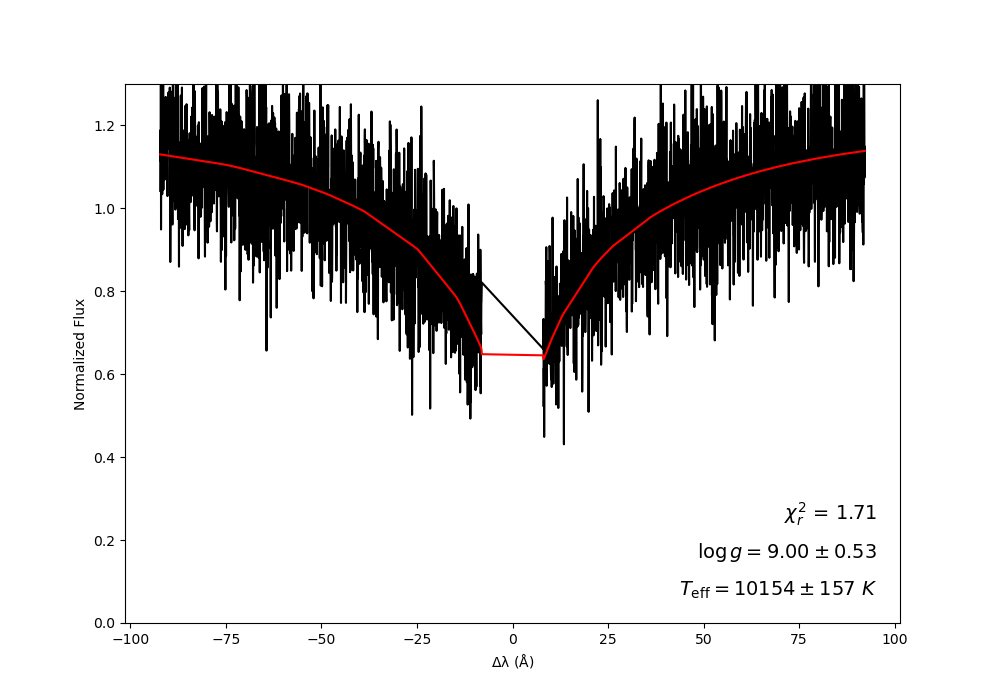 1.2
1.0
0.8
0.6
0.4
0.2
0.0
Normalized Flux
χ²ᵣ = 1.71
log g = 9.00 ± 0.53
T_eff = 10154 ± 157 K
−100 −75 −50 −25 0 25 50 75 100
Δλ (Å)